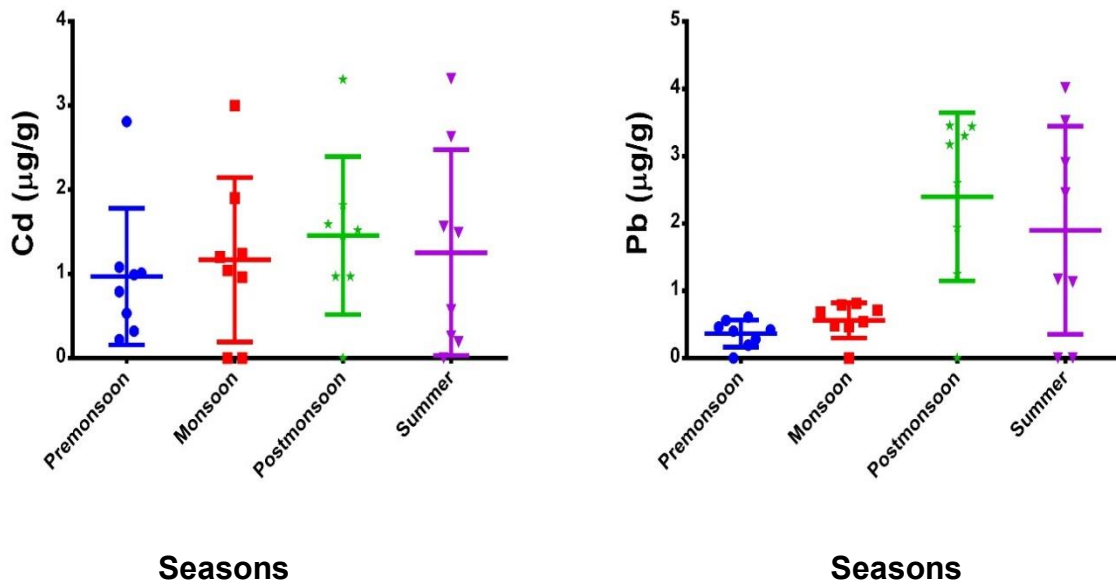 Cd (μg/g)
4
3
2
1
0
Premonsoon
Monsoon
Postmonsoon
Summer
Seasons
Pb (μg/g)
5
4
3
2
1
0
Premonsoon
Monsoon
Postmonsoon
Summer
Seasons